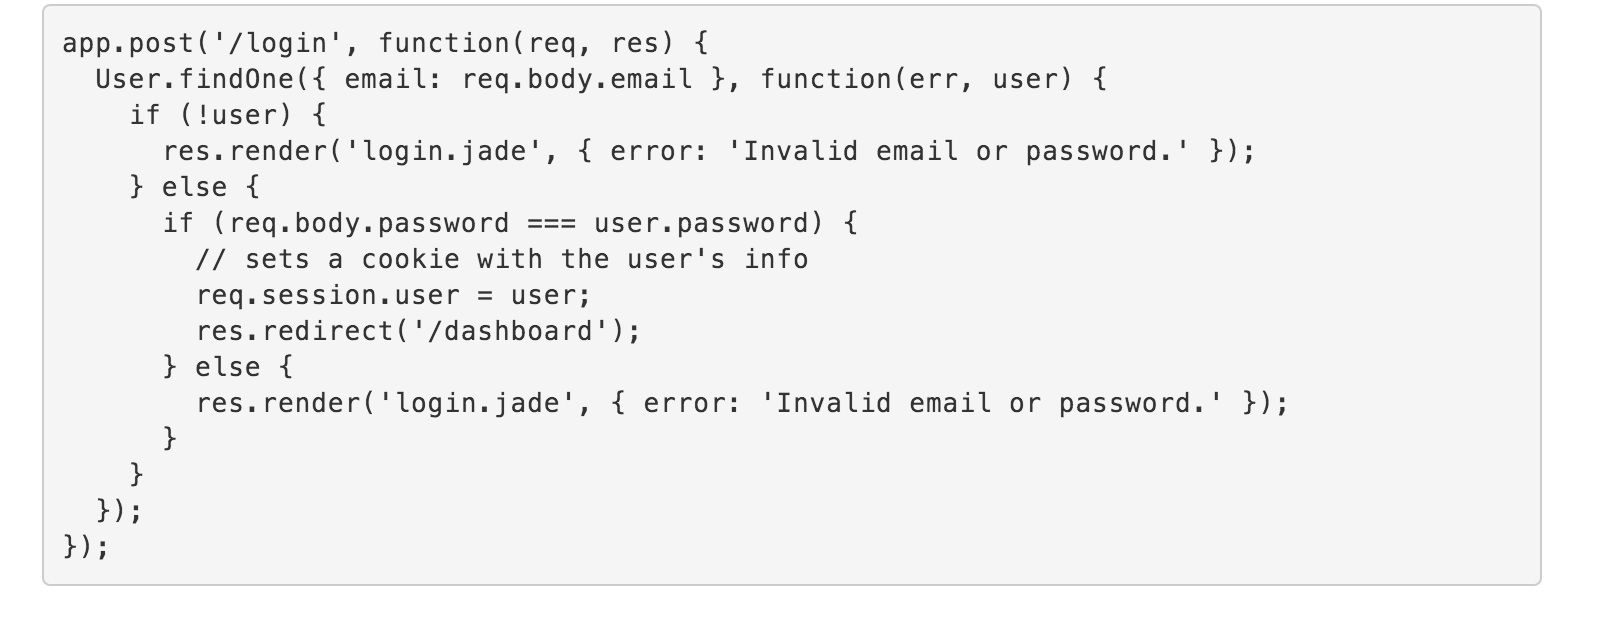 app.post('/login', function(req, res) {
  User.findOne({ email: req.body.email }, function(err, user) {
    if (!user) {
      res.render('login.jade', { error: 'Invalid email or password.' });
    } else {
      if (req.body.password === user.password) {
        // sets a cookie with the user's info
        req.session.user = user;
        res.redirect('/dashboard');
      } else {
        res.render('login.jade', { error: 'Invalid email or password.' });
      }
    }
  });
});